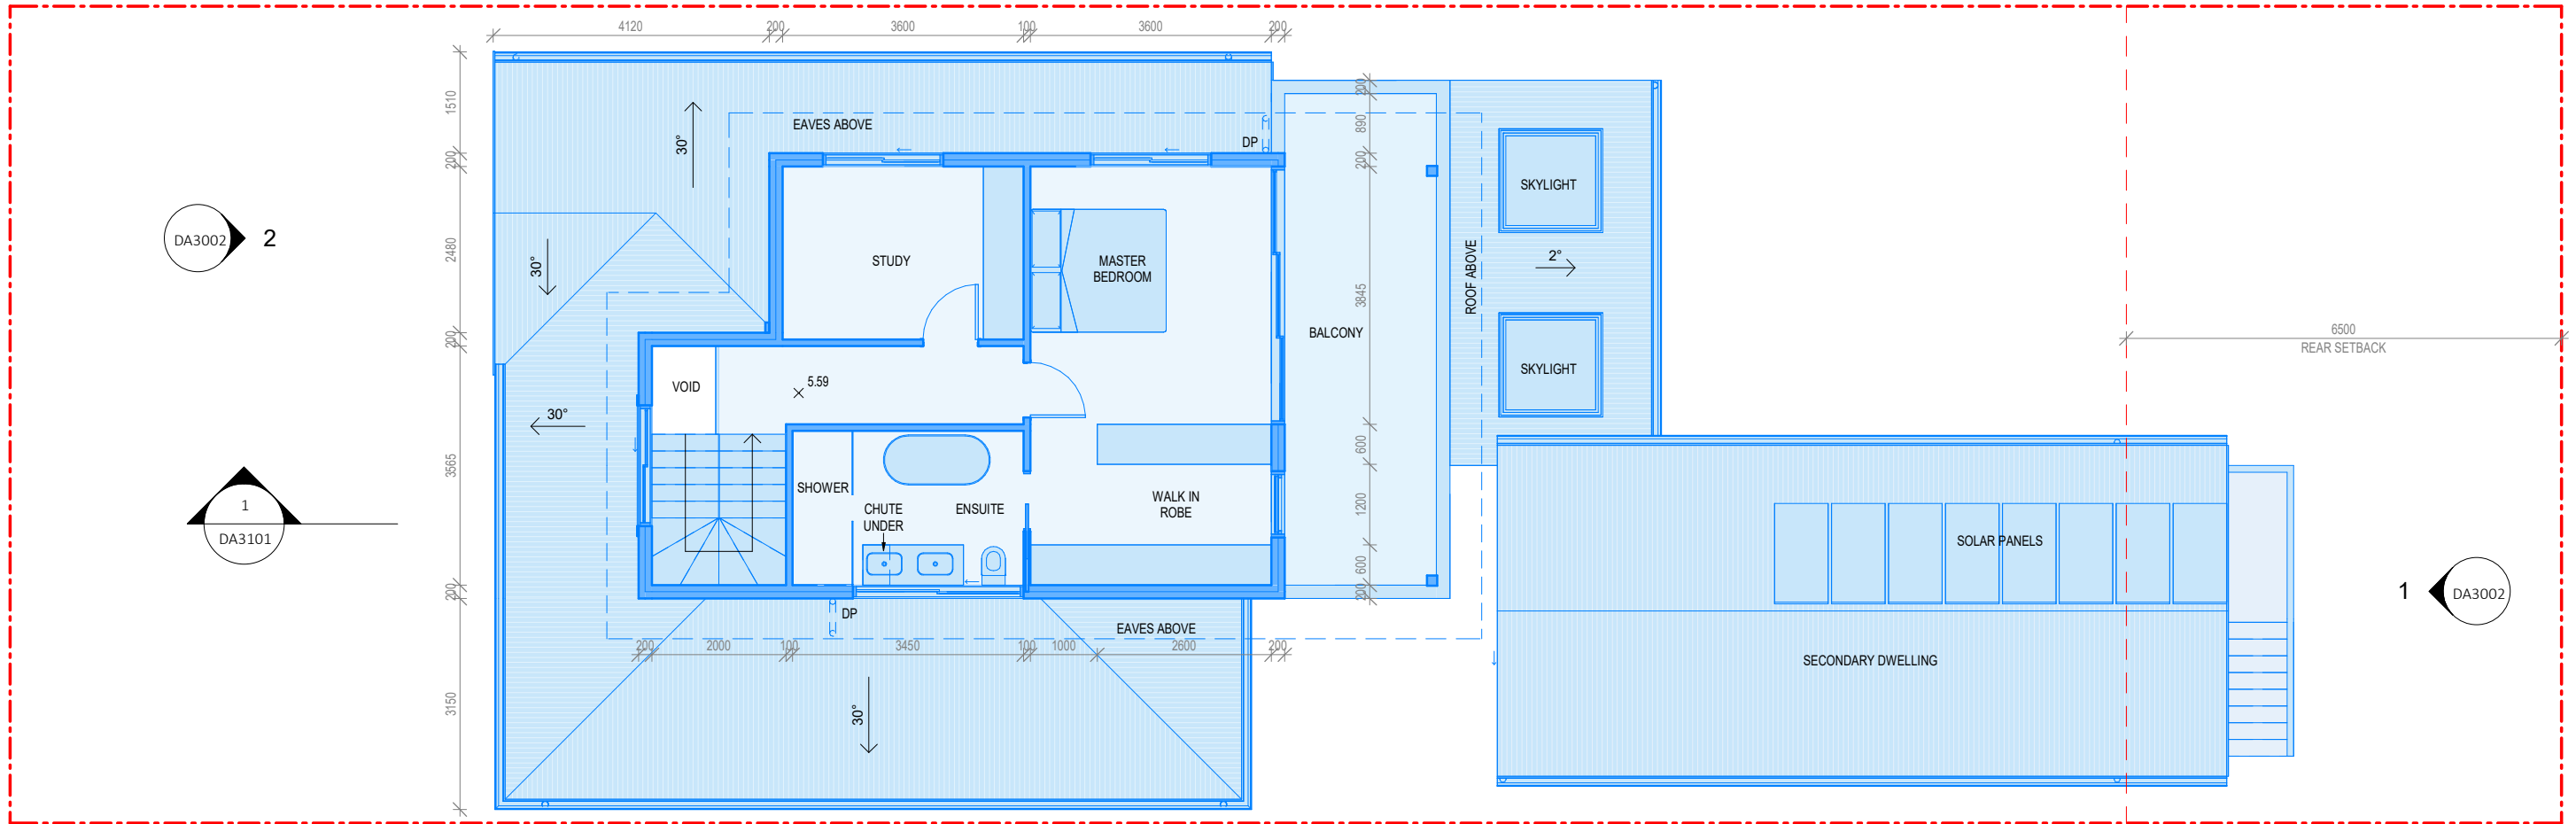 4120 200 3600 100 3600 200
1510
200
2480
200
3565
200
3150
EAVES ABOVE
DP
30°
30°
30°
30°
DA3002 2
1
DA3101
STUDY
MASTER
BEDROOM
VOID
5.59
SHOWER
CHUTE
UNDER
ENSUITE
WALK IN
ROBE
BALCONY
200
890
200
3845
600
1200
600
200
ROOF ABOVE
SKYLIGHT
2°
SKYLIGHT
6500
REAR SETBACK
SOLAR PANELS
SECONDARY DWELLING
1 DA3002
DP
EAVES ABOVE
200 2000 100 3450 100 1000 2600 200